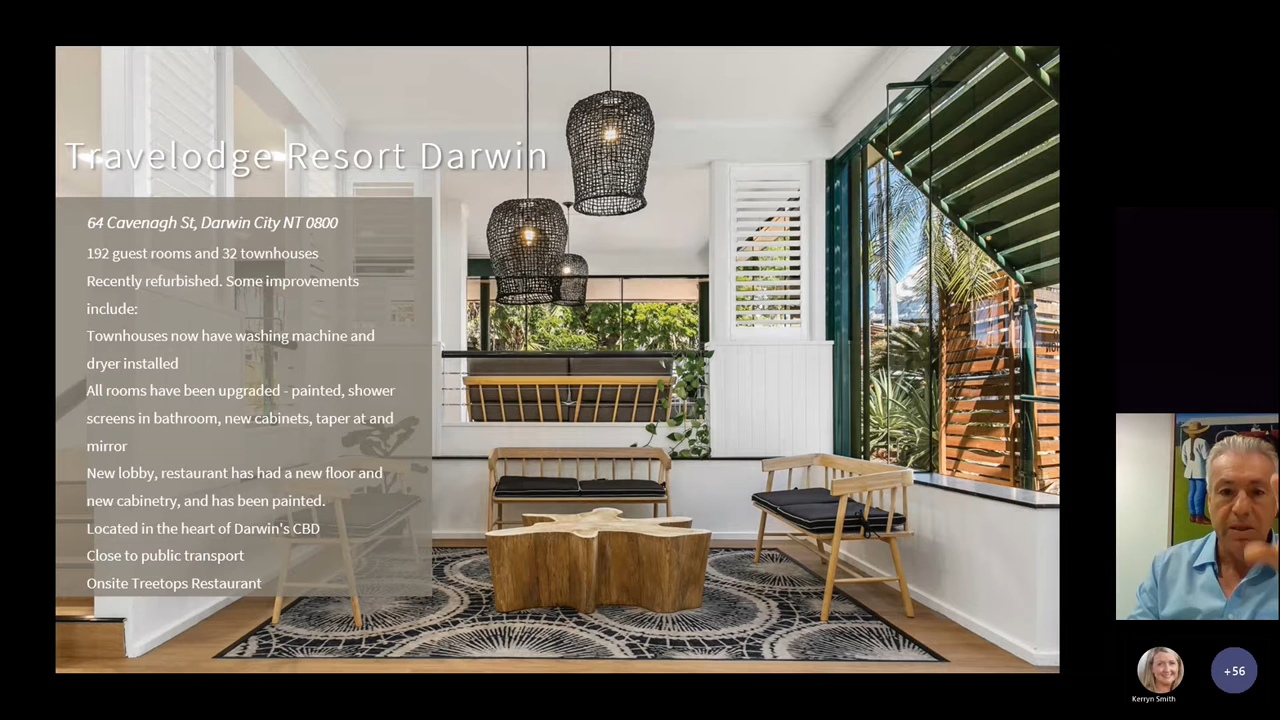 Travelodge Resort Darwin
64 Cavenagh St, Darwin City NT 0800
192 guest rooms and 32 townhouses
Recently refurbished. Some improvements
include:
Townhouses now have washing machine and
dryer installed
All rooms have been upgraded - painted, shower
screens in bathroom, new cabinets, taper at and
mirror
New lobby, restaurant has had a new floor and
new cabinetry, and has been painted.
Located in the heart of Darwin's CBD
Close to public transport
Onsite Treetops Restaurant
Kerryn Smith
+56